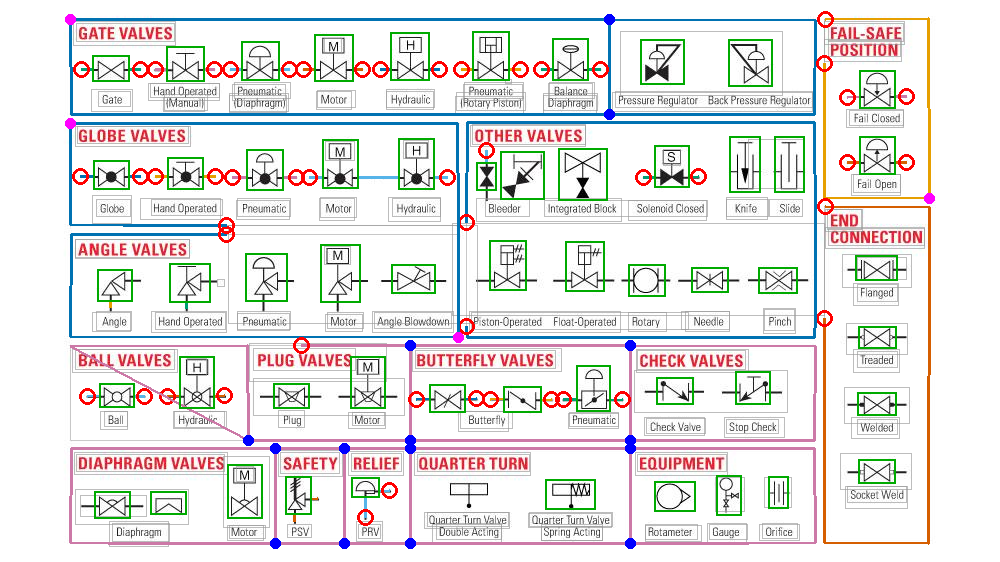 GATE VALVES
M
H
Gate
Hand Operated
(Manual)
Pneumatic
(Diaphragm)
Motor
Hydraulic
Pneumatic
(Rotary Piston)
Balance
Diaphragm
Pressure Regulator
Back Pressure Regulator
FAIL-SAFE
POSITION
Fail Closed
Fail Open
GLOBE VALVES
M
H
Globe
Hand Operated
Pneumatic
Motor
Hydraulic
OTHER VALVES
S
Bleeder
Integrated Block
Solenoid Closed
Knife
Slide
Piston-Operated
Float-Operated
Rotary
Needle
Pinch
ANGLE VALVES
M
Angle
Hand Operated
Pneumatic
Motor
Angle Blowdown
END
CONNECTION
Flanged
Treaded
Welded
Socket Weld
BALL VALVES
H
Ball
Hydraulic
PLUG VALVES
M
Plug
Motor
BUTTERFLY VALVES
Butterfly
Pneumatic
CHECK VALVES
Check Valve
Stop Check
DIAPHRAGM VALVES
M
Diaphragm
Motor
SAFETY
PSV
RELIEF
PRV
QUARTER TURN
Quarter Turn Valve
Double Acting
Quarter Turn Valve
Spring Acting
EQUIPMENT
Rotameter
Gauge
Orifice